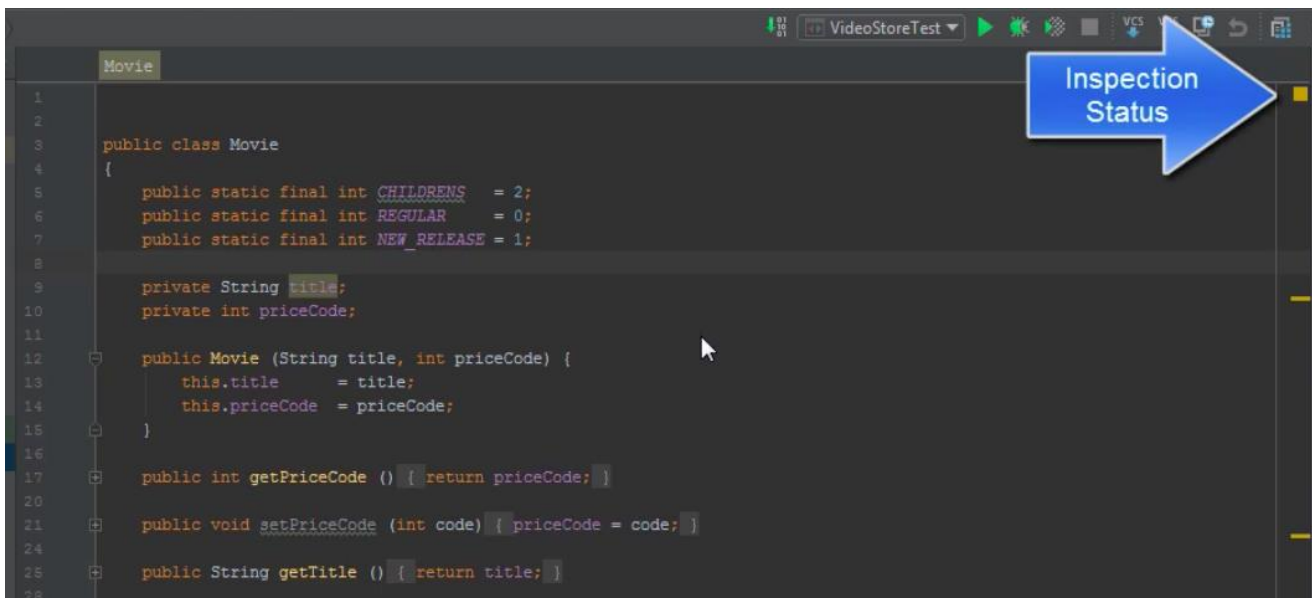 VideoStoreTest VCS
Movie
Inspection
Status
1
2
3 public class Movie
4 {
5 public static final int CHILDRENS = 2;
6 public static final int REGULAR = 0;
7 public static final int NEW_RELEASE = 1;
8
9 private String title;
10 private int priceCode;
11
12 public Movie (String title, int priceCode) {
13 this.title = title;
14 this.priceCode = priceCode;
15 }
16
17 public int getPriceCode () { return priceCode; }
20
21 public void setPriceCode (int code) { priceCode = code; }
24
25 public String getTitle () { return title; }
28